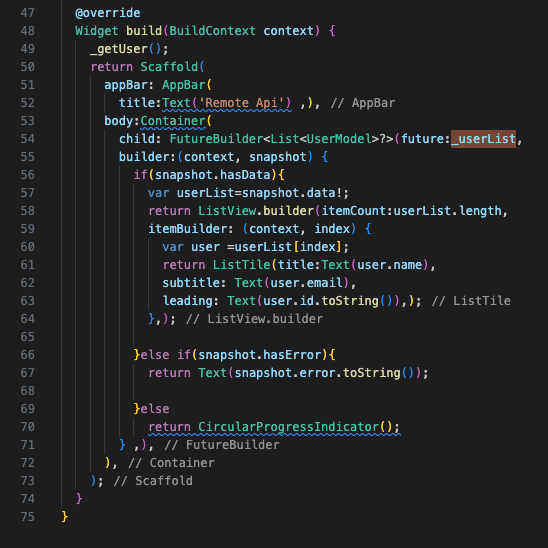 47 @override
48 Widget build(BuildContext context) {
49 _getUser();
50 return Scaffold(
51 appBar: AppBar(
52 title:Text('Remote Api') ,), // AppBar
53 body:Container(
54 child: FutureBuilder<List<UserModel>?>(future:_userList,
55 builder:(context, snapshot) {
56 if(snapshot.hasData){
57 var userList=snapshot.data!;
58 return ListView.builder(itemCount:userList.length,
59 itemBuilder: (context, index) {
60 var user =userList[index];
61 return ListTile(title:Text(user.name),
62 subtitle: Text(user.email),
63 leading: Text(user.id.toString()),); // ListTile
64 },); // ListView.builder
65
66 }else if(snapshot.hasError){
67 return Text(snapshot.error.toString());
68
69 }else
70 return CircularProgressIndicator();
71 } ,), // FutureBuilder
72 ), // Container
73 ); // Scaffold
74 }
75 }